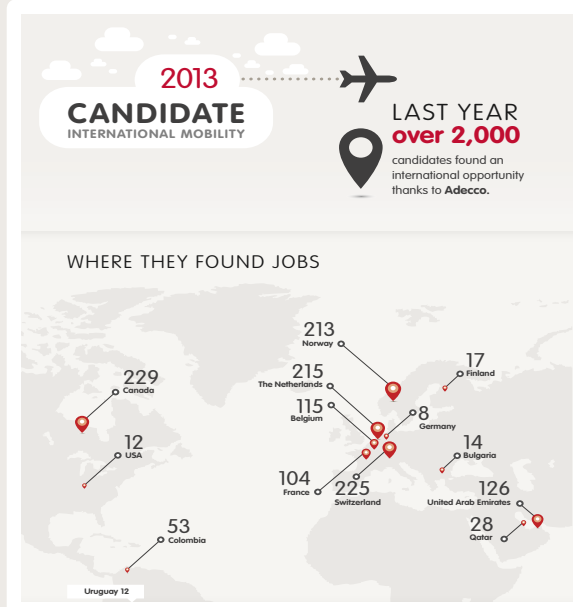 2013
CANDIDATE
INTERNATIONAL MOBILITY
LAST YEAR
over 2,000
candidates found an
international opportunity
thanks to Adecco.
WHERE THEY FOUND JOBS
213
Norway
17
Finland
229
Canada
215
The Netherlands
115
Belgium
8
Germany
12
USA
14
Bulgaria
104
France
225
Switzerland
126
United Arab Emirates
28
Qatar
53
Colombia
Uruguay 12